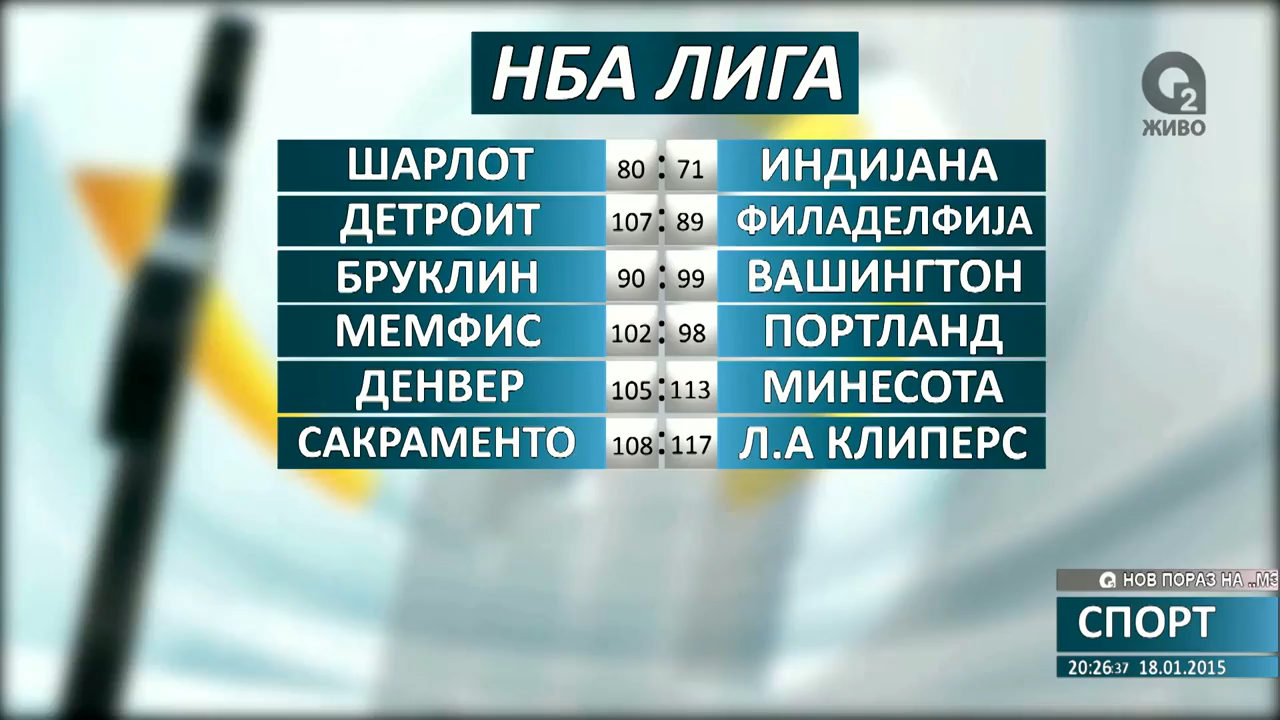 НБА ЛИГА
2
ЖИВО
ШАРЛОТ 80 : 71 ИНДИЈАНА
ДЕТРОИТ 107 : 89 ФИЛАДЕЛФИЈА
БРУКЛИН 90 : 99 ВАШИНГТОН
МЕМФИС 102 : 98 ПОРТЛАНД
ДЕНВЕР 105 : 113 МИНЕСОТА
САКРАМЕНТО 108 : 117 Л.А КЛИПЕРС
НОВ ПОРАЗ НА
СПОРТ
20:26:37 18.01.2015